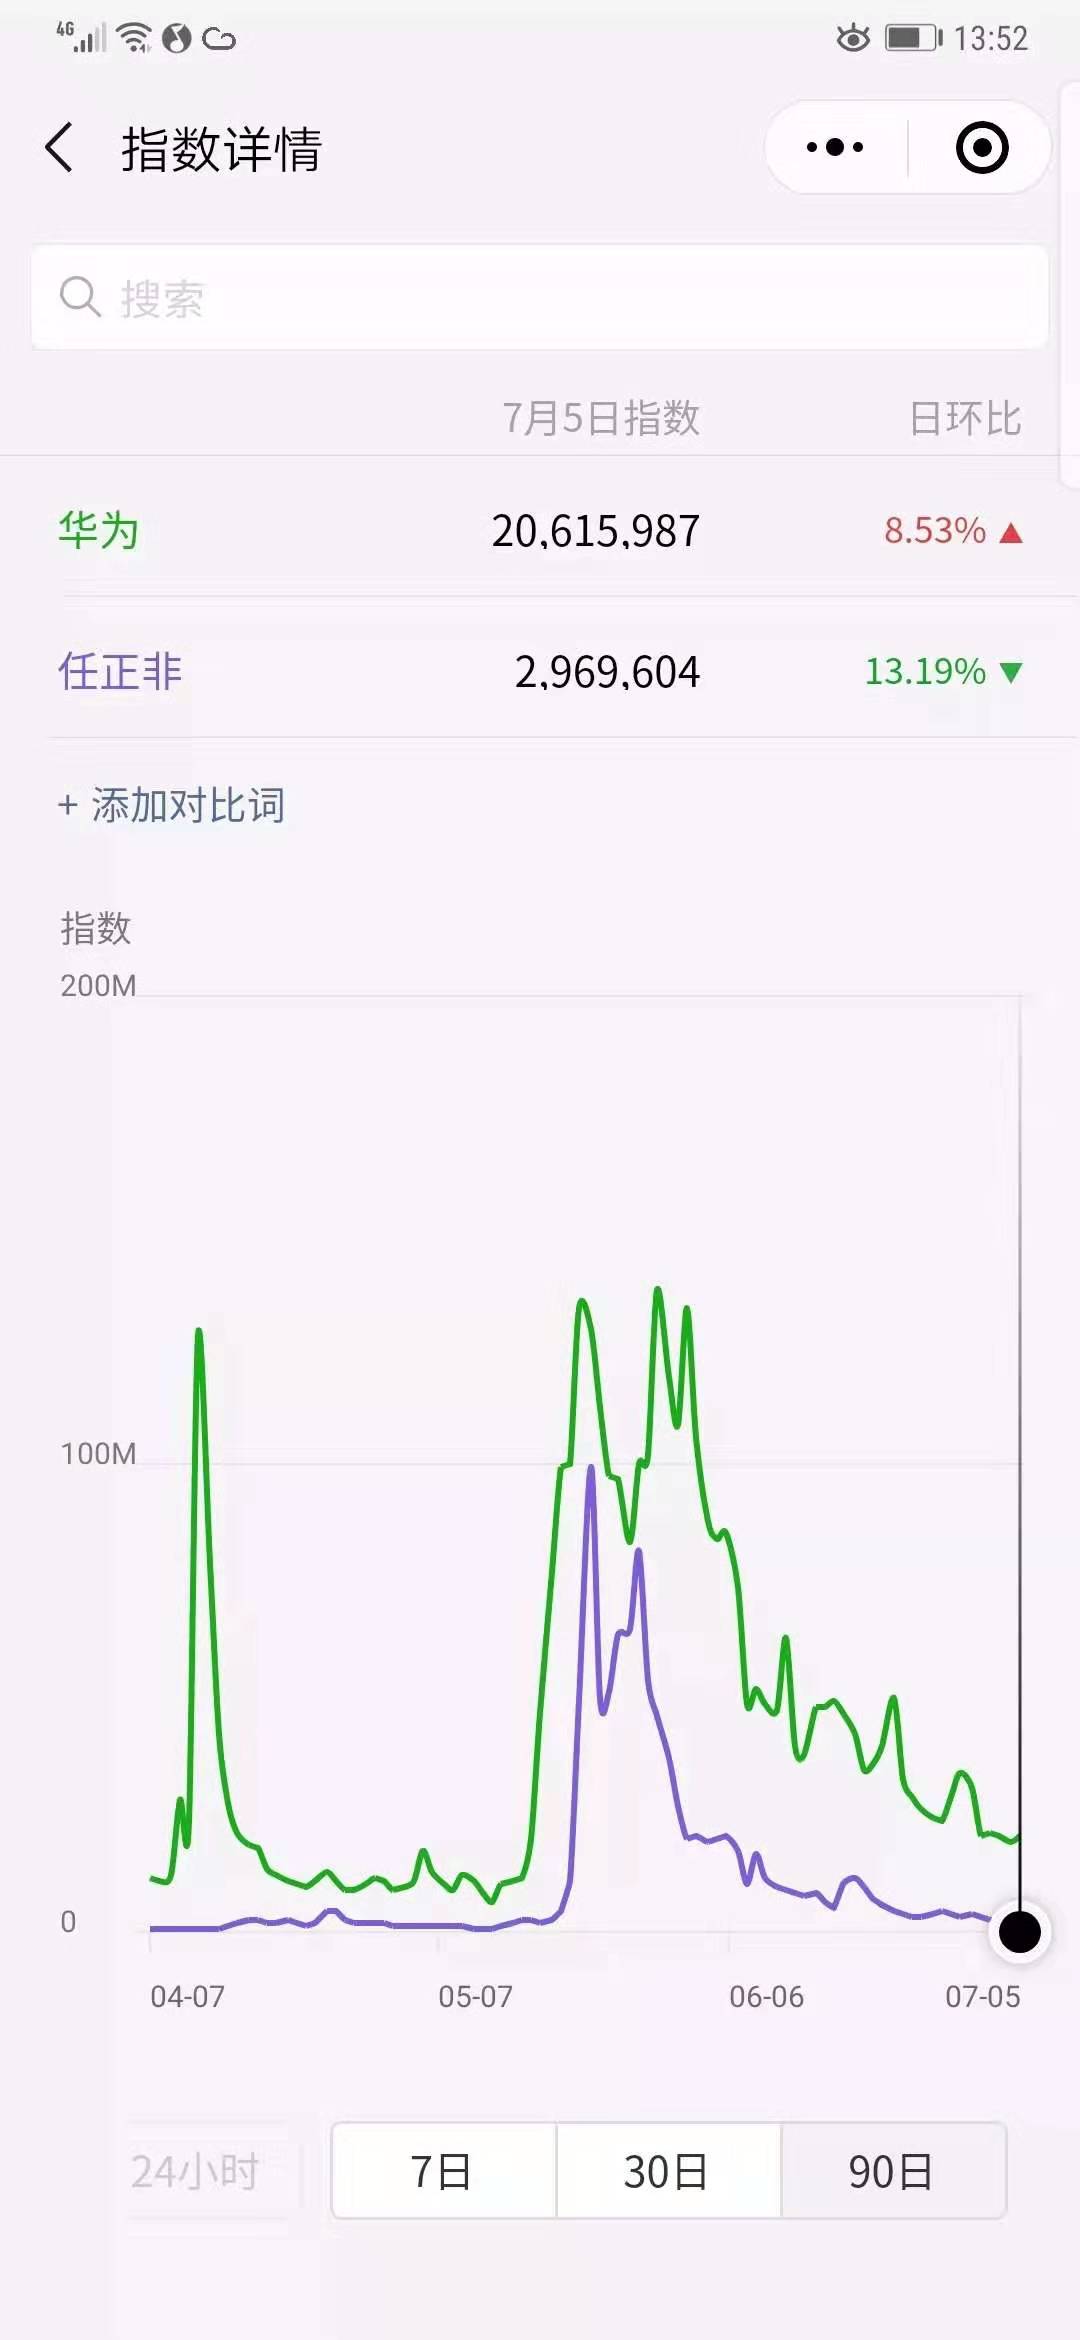 4G 13:52
指数详情
搜索
7月5日指数 日环比
华为 20,615,987 8.53% ▲
任正非 2,969,604 13.19% ▼
+ 添加对比词
指数
200M
100M
0
04-07 05-07 06-06 07-05
24小时 7日 30日 90日